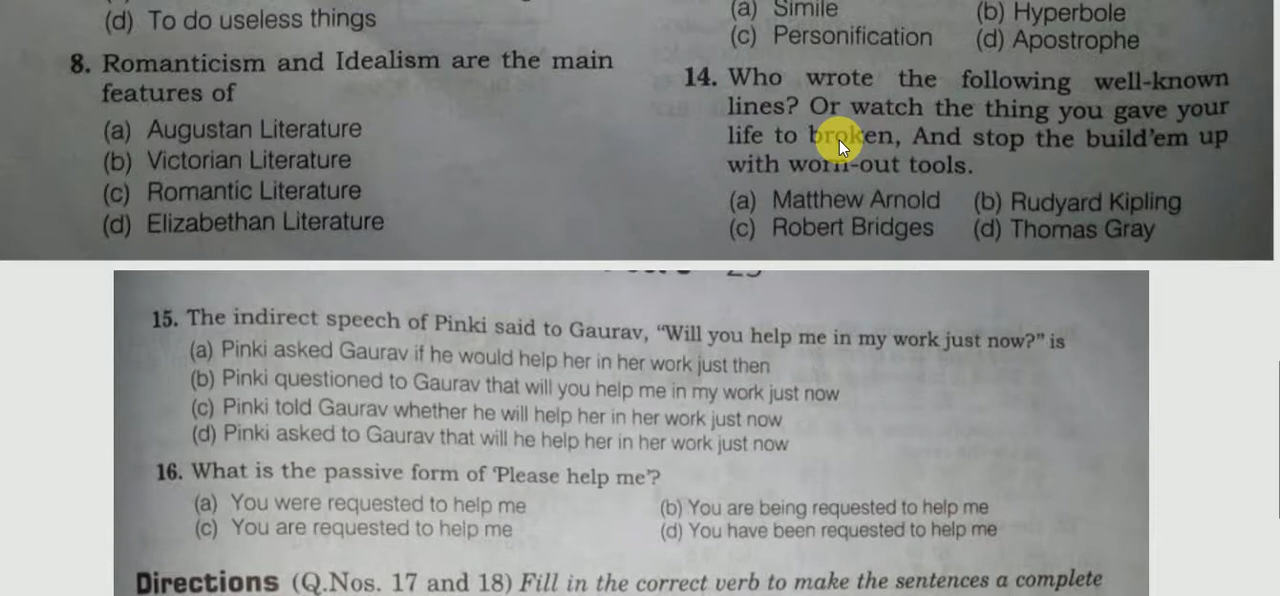 (d) To do useless things
8. Romanticism and Idealism are the main
features of
(a) Augustan Literature
(b) Victorian Literature
(c) Romantic Literature
(d) Elizabethan Literature
(a) Simile (b) Hyperbole
(c) Personification (d) Apostrophe
14. Who wrote the following well-known
lines? Or watch the thing you gave your
life to broken, And stop the build'em up
with worn-out tools.
(a) Matthew Arnold (b) Rudyard Kipling
(c) Robert Bridges (d) Thomas Gray
15. The indirect speech of Pinki said to Gaurav, "Will you help me in my work just now?" is
(a) Pinki asked Gaurav if he would help her in her work just then
(b) Pinki questioned to Gaurav that will you help me in my work just now
(c) Pinki told Gaurav whether he will help her in her work just now
(d) Pinki asked to Gaurav that will he help her in her work just now
16. What is the passive form of 'Please help me'?
(a) You were requested to help me (b) You are being requested to help me
(c) You are requested to help me (d) You have been requested to help me
Directions (Q.Nos. 17 and 18) Fill in the correct verb to make the sentences a complete